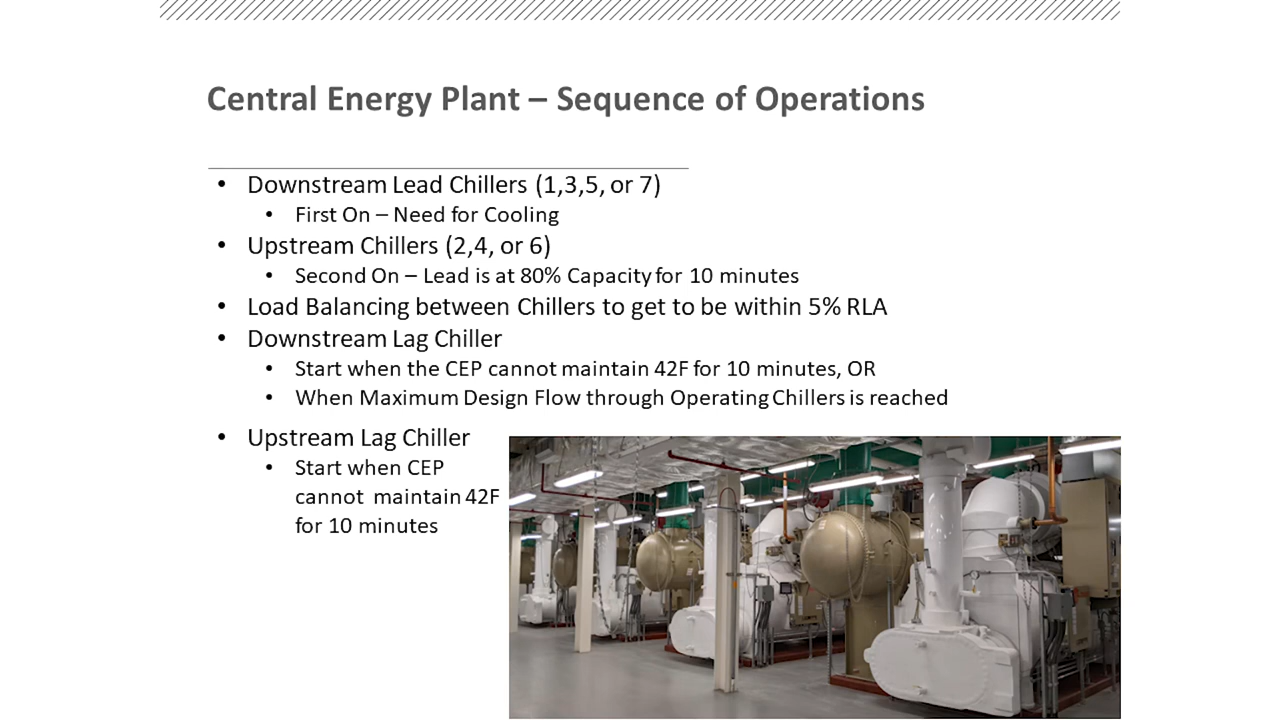 Central Energy Plant – Sequence of Operations
• Downstream Lead Chillers (1,3,5, or 7)
• First On – Need for Cooling
• Upstream Chillers (2,4, or 6)
• Second On – Lead is at 80% Capacity for 10 minutes
• Load Balancing between Chillers to get to be within 5% RLA
• Downstream Lag Chiller
• Start when the CEP cannot maintain 42F for 10 minutes, OR
• When Maximum Design Flow through Operating Chillers is reached
• Upstream Lag Chiller
• Start when CEP
cannot maintain 42F
for 10 minutes